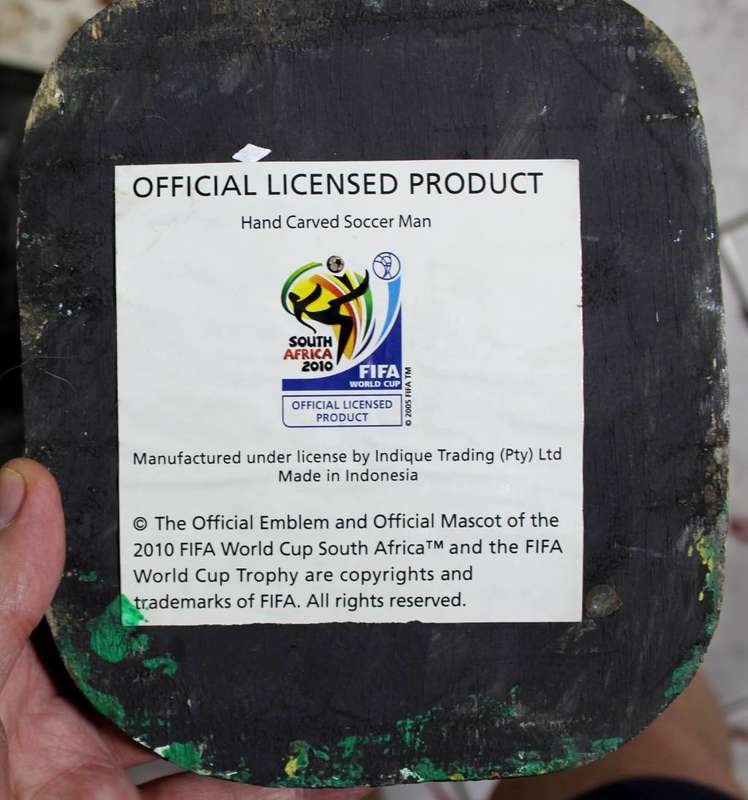 OFFICIAL LICENSED PRODUCT
Hand Carved Soccer Man
SOUTH
AFRICA
2010
FIFA
WORLD CUP
OFFICIAL LICENSED
PRODUCT
© 2005 FIFA TM
Manufactured under license by Indique Trading (Pty) Ltd
Made in Indonesia
© The Official Emblem and Official Mascot of the
2010 FIFA World Cup South Africa™ and the FIFA
World Cup Trophy are copyrights and
trademarks of FIFA. All rights reserved.